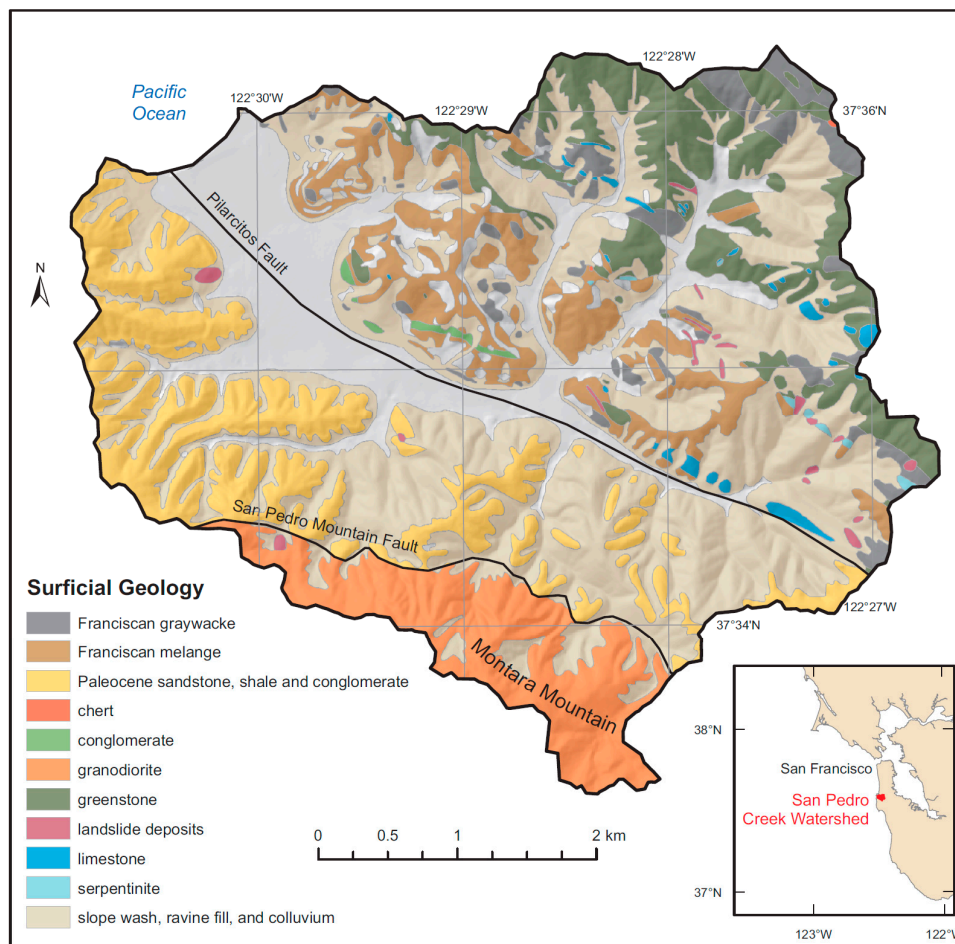 Pacific
Ocean
122°30'W
122°29'W
122°28'W
37°36'N
Pilarcitos Fault
N
San Pedro Mountain Fault
122°27'W
37°34'N
Montara Mountain
Surficial Geology
Franciscan graywacke
Franciscan melange
Paleocene sandstone, shale and conglomerate
chert
conglomerate
granodiorite
greenstone
landslide deposits
limestone
serpentinite
slope wash, ravine fill, and colluvium
0 0.5 1 2 km
38°N
San Francisco
San Pedro
Creek Watershed
37°N
123°W 122°W